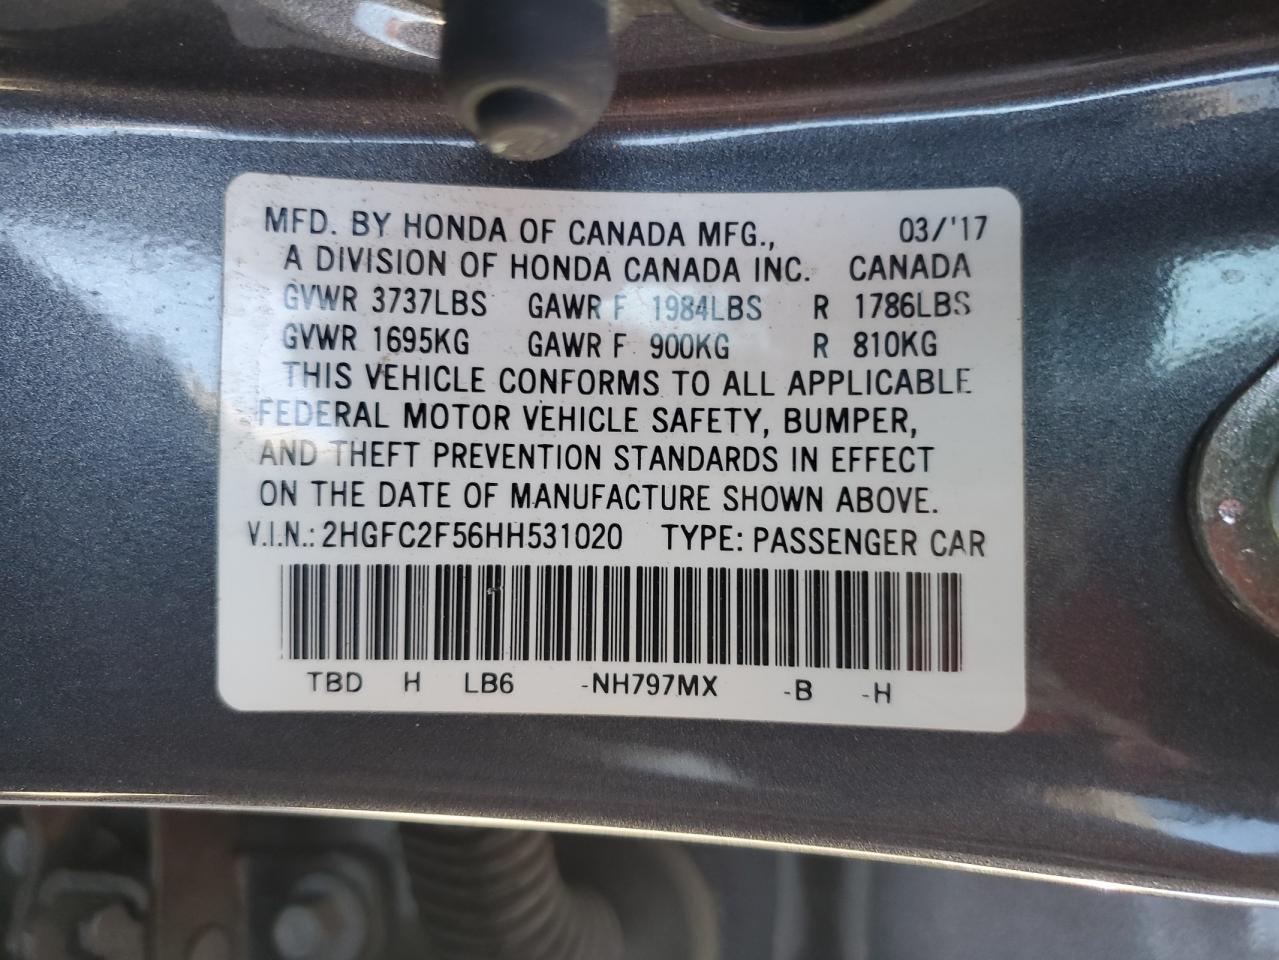 MFD. BY HONDA OF CANADA MFG., 03/'17
A DIVISION OF HONDA CANADA INC. CANADA
GVWR 3737LBS GAWR F 1984LBS R 1786LBS
GVWR 1695KG GAWR F 900KG R 810KG
THIS VEHICLE CONFORMS TO ALL APPLICABLE
FEDERAL MOTOR VEHICLE SAFETY, BUMPER,
AND THEFT PREVENTION STANDARDS IN EFFECT
ON THE DATE OF MANUFACTURE SHOWN ABOVE.
V.I.N.: 2HGFC2F56HH531020 TYPE: PASSENGER CAR
TBD H LB6 -NH797MX -B -H